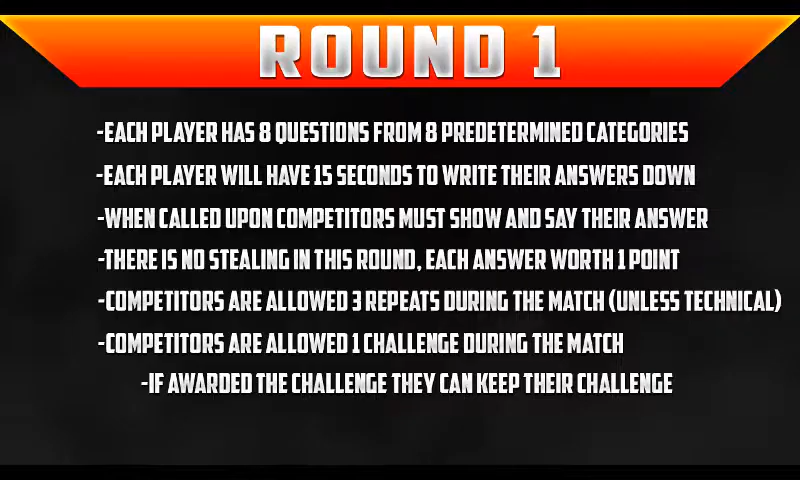 ROUND 1
-EACH PLAYER HAS 8 QUESTIONS FROM 8 PREDETERMINED CATEGORIES
-EACH PLAYER WILL HAVE 15 SECONDS TO WRITE THEIR ANSWERS DOWN
-WHEN CALLED UPON COMPETITORS MUST SHOW AND SAY THEIR ANSWER
-THERE IS NO STEALING IN THIS ROUND, EACH ANSWER WORTH 1 POINT
-COMPETITORS ARE ALLOWED 3 REPEATS DURING THE MATCH (UNLESS TECHNICAL)
-COMPETITORS ARE ALLOWED 1 CHALLENGE DURING THE MATCH
-IF AWARDED THE CHALLENGE THEY CAN KEEP THEIR CHALLENGE